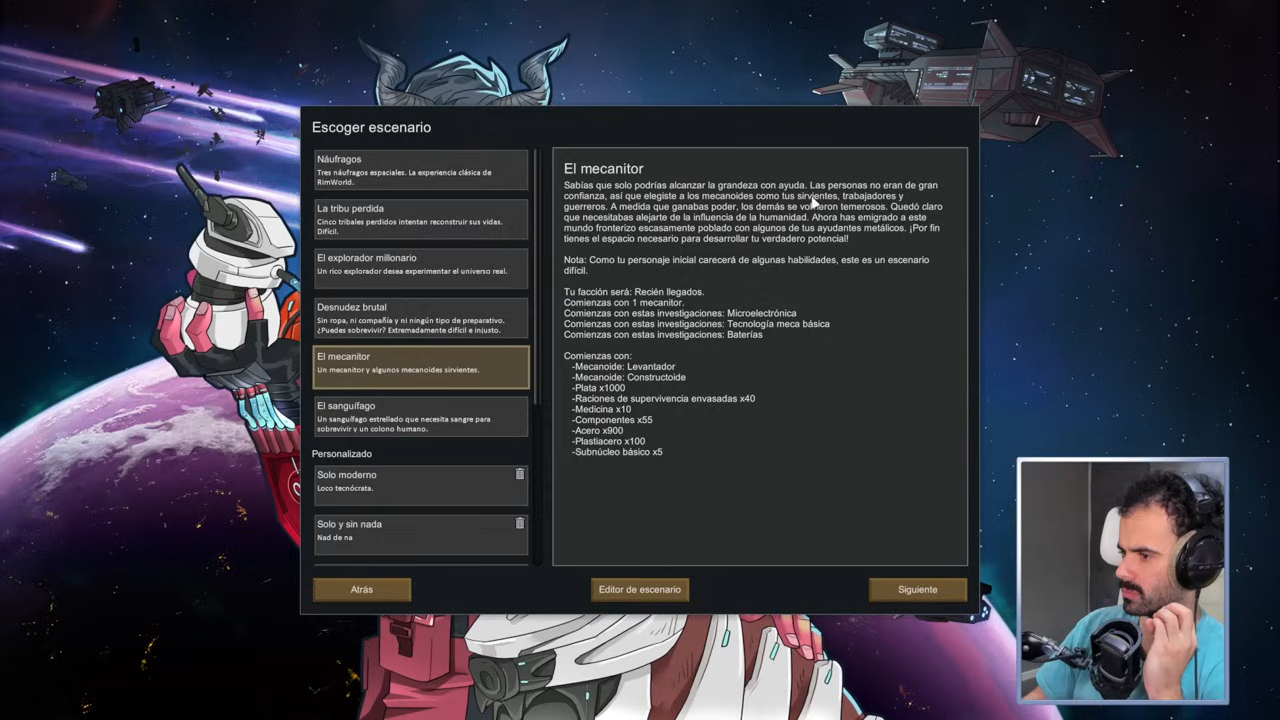 Escoger escenario
Náufragos
Tres náufragos espaciales. La experiencia clásica de
RimWorld.
La tribu perdida
Cinco tribales perdidos intentan reconstruir sus vidas.
Difícil.
El explorador millonario
Un rico explorador desea experimentar el universo real.
Desnudez brutal
Sin ropa, ni compañía y ni ningún tipo de preparativo.
¿Puedes sobrevivir? Extremadamente difícil e injusto.
El mecanitor
Un mecanitor y algunos mecanoides sirvientes.
El sanguífago
Un sanguífago estrellado que necesita sangre para
sobrevivir y un colono humano.
Personalizado
Solo moderno
Loco tecnócrata.
Solo y sin nada
Nad de na
El mecanitor
Sabías que solo podrías alcanzar la grandeza con ayuda. Las personas no eran de gran
confianza, así que elegiste a los mecanoides como tus sirvientes, trabajadores y
guerreros. A medida que ganabas poder, los demás se volvieron temerosos. Quedó claro
que necesitabas alejarte de la influencia de la humanidad. Ahora has emigrado a este
mundo fronterizo escasamente poblado con algunos de tus ayudantes metálicos. ¡Por fin
tienes el espacio necesario para desarrollar tu verdadero potencial!
Nota: Como tu personaje inicial carecerá de algunas habilidades, este es un escenario
difícil.
Tu facción será: Recién llegados.
Comienzas con 1 mecanitor.
Comienzas con estas investigaciones: Microelectrónica
Comienzas con estas investigaciones: Tecnología meca básica
Comienzas con estas investigaciones: Baterías
Comienzas con:
-Mecanoide: Levantador
-Mecanoide: Constructoide
-Plata x1000
-Raciones de supervivencia envasadas x40
-Medicina x10
-Componentes x55
-Acero x900
-Plastiacero x100
-Subnúcleo básico x5
Atrás
Editor de escenario
Siguiente